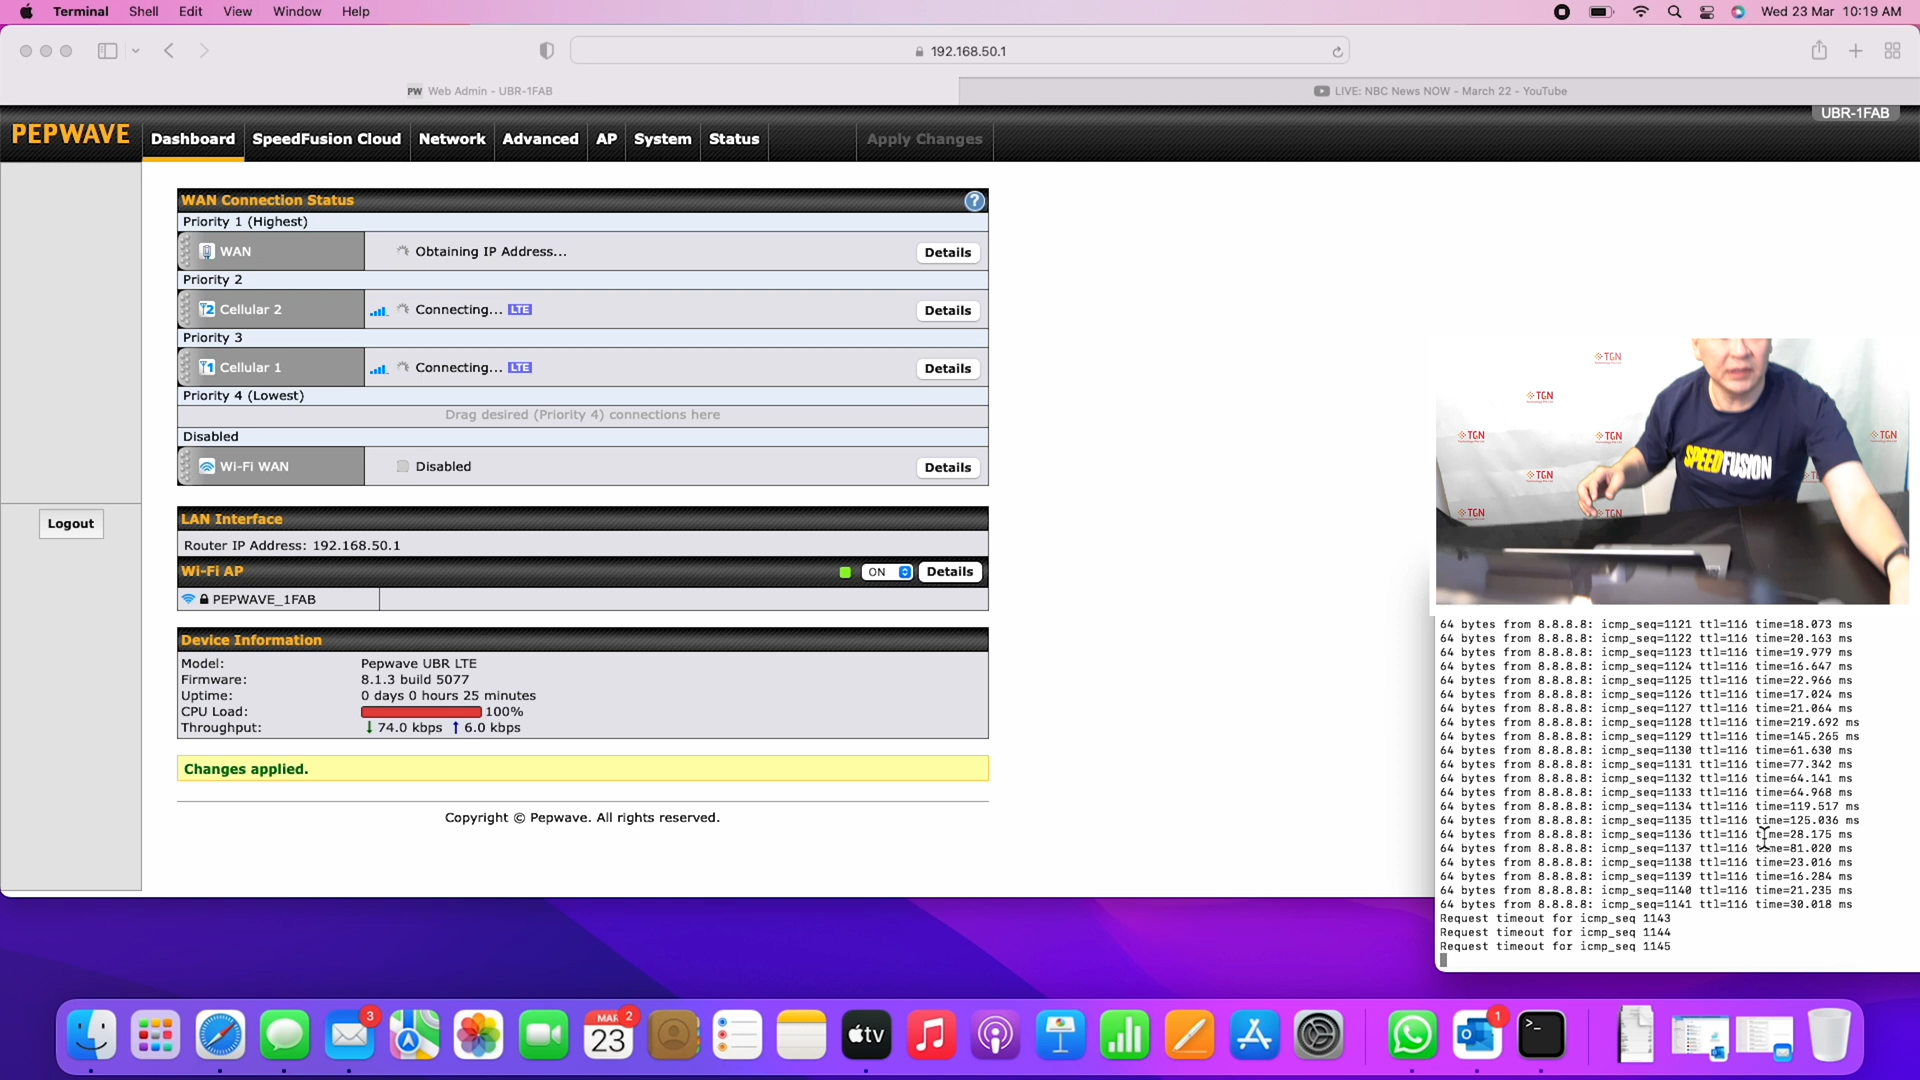 Terminal Shell Edit View Window Help Wed 23 Mar 10:19 AM
192.168.50.1
PW Web Admin - UBR-1FAB
LIVE: NBC News NOW - March 22 - YouTube
UBR-1FAB
PEPWAVE Dashboard SpeedFusion Cloud Network Advanced AP System Status Apply Changes
WAN Connection Status ?
Priority 1 (Highest)
WAN Obtaining IP Address... Details
Priority 2
2 Cellular 2 Connecting... LTE Details
Priority 3
1 Cellular 1 Connecting... LTE Details
Priority 4 (Lowest)
Drag desired (Priority 4) connections here
Disabled
Wi-Fi WAN Disabled Details
Logout
LAN Interface
Router IP Address: 192.168.50.1
Wi-Fi AP ON Details
PEPWAVE_1FAB
Device Information
Model: Pepwave UBR LTE
Firmware: 8.1.3 build 5077
Uptime: 0 days 0 hours 25 minutes
CPU Load: 100%
Throughput: 74.0 kbps 6.0 kbps
Changes applied.
Copyright © Pepwave. All rights reserved.
TGN
TGN
TGN
TGN
TGN
TGN
TGN
TGN
SPEEDFUSION
64 bytes from 8.8.8.8: icmp_seq=1121 ttl=116 time=18.073 ms
64 bytes from 8.8.8.8: icmp_seq=1122 ttl=116 time=20.163 ms
64 bytes from 8.8.8.8: icmp_seq=1123 ttl=116 time=19.979 ms
64 bytes from 8.8.8.8: icmp_seq=1124 ttl=116 time=16.647 ms
64 bytes from 8.8.8.8: icmp_seq=1125 ttl=116 time=22.966 ms
64 bytes from 8.8.8.8: icmp_seq=1126 ttl=116 time=17.024 ms
64 bytes from 8.8.8.8: icmp_seq=1127 ttl=116 time=21.064 ms
64 bytes from 8.8.8.8: icmp_seq=1128 ttl=116 time=219.692 ms
64 bytes from 8.8.8.8: icmp_seq=1129 ttl=116 time=145.265 ms
64 bytes from 8.8.8.8: icmp_seq=1130 ttl=116 time=61.630 ms
64 bytes from 8.8.8.8: icmp_seq=1131 ttl=116 time=77.342 ms
64 bytes from 8.8.8.8: icmp_seq=1132 ttl=116 time=64.141 ms
64 bytes from 8.8.8.8: icmp_seq=1133 ttl=116 time=64.968 ms
64 bytes from 8.8.8.8: icmp_seq=1134 ttl=116 time=119.517 ms
64 bytes from 8.8.8.8: icmp_seq=1135 ttl=116 time=125.036 ms
64 bytes from 8.8.8.8: icmp_seq=1136 ttl=116 time=28.175 ms
64 bytes from 8.8.8.8: icmp_seq=1137 ttl=116 time=81.020 ms
64 bytes from 8.8.8.8: icmp_seq=1138 ttl=116 time=23.016 ms
64 bytes from 8.8.8.8: icmp_seq=1139 ttl=116 time=16.284 ms
64 bytes from 8.8.8.8: icmp_seq=1140 ttl=116 time=21.235 ms
64 bytes from 8.8.8.8: icmp_seq=1141 ttl=116 time=30.018 ms
Request timeout for icmp_seq 1143
Request timeout for icmp_seq 1144
Request timeout for icmp_seq 1145
3 MAR 23 2 tv 1